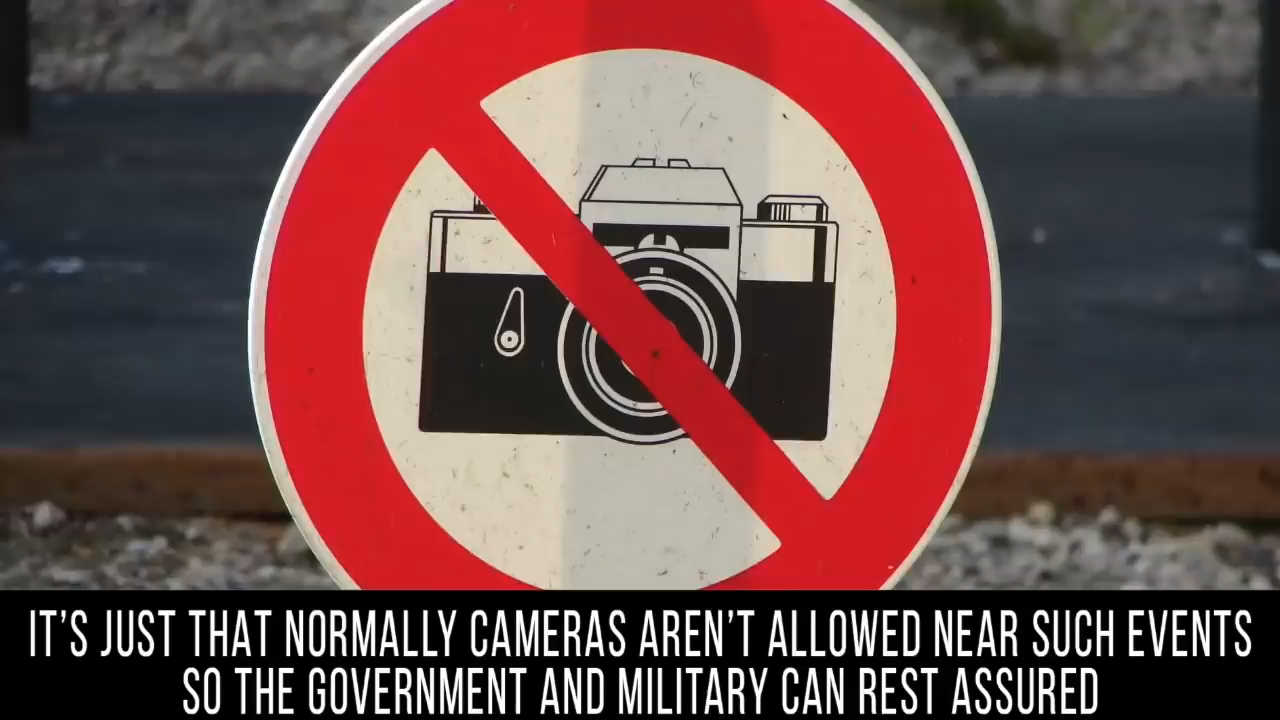 IT'S JUST THAT NORMALLY CAMERAS AREN'T ALLOWED NEAR SUCH EVENTS
SO THE GOVERNMENT AND MILITARY CAN REST ASSURED